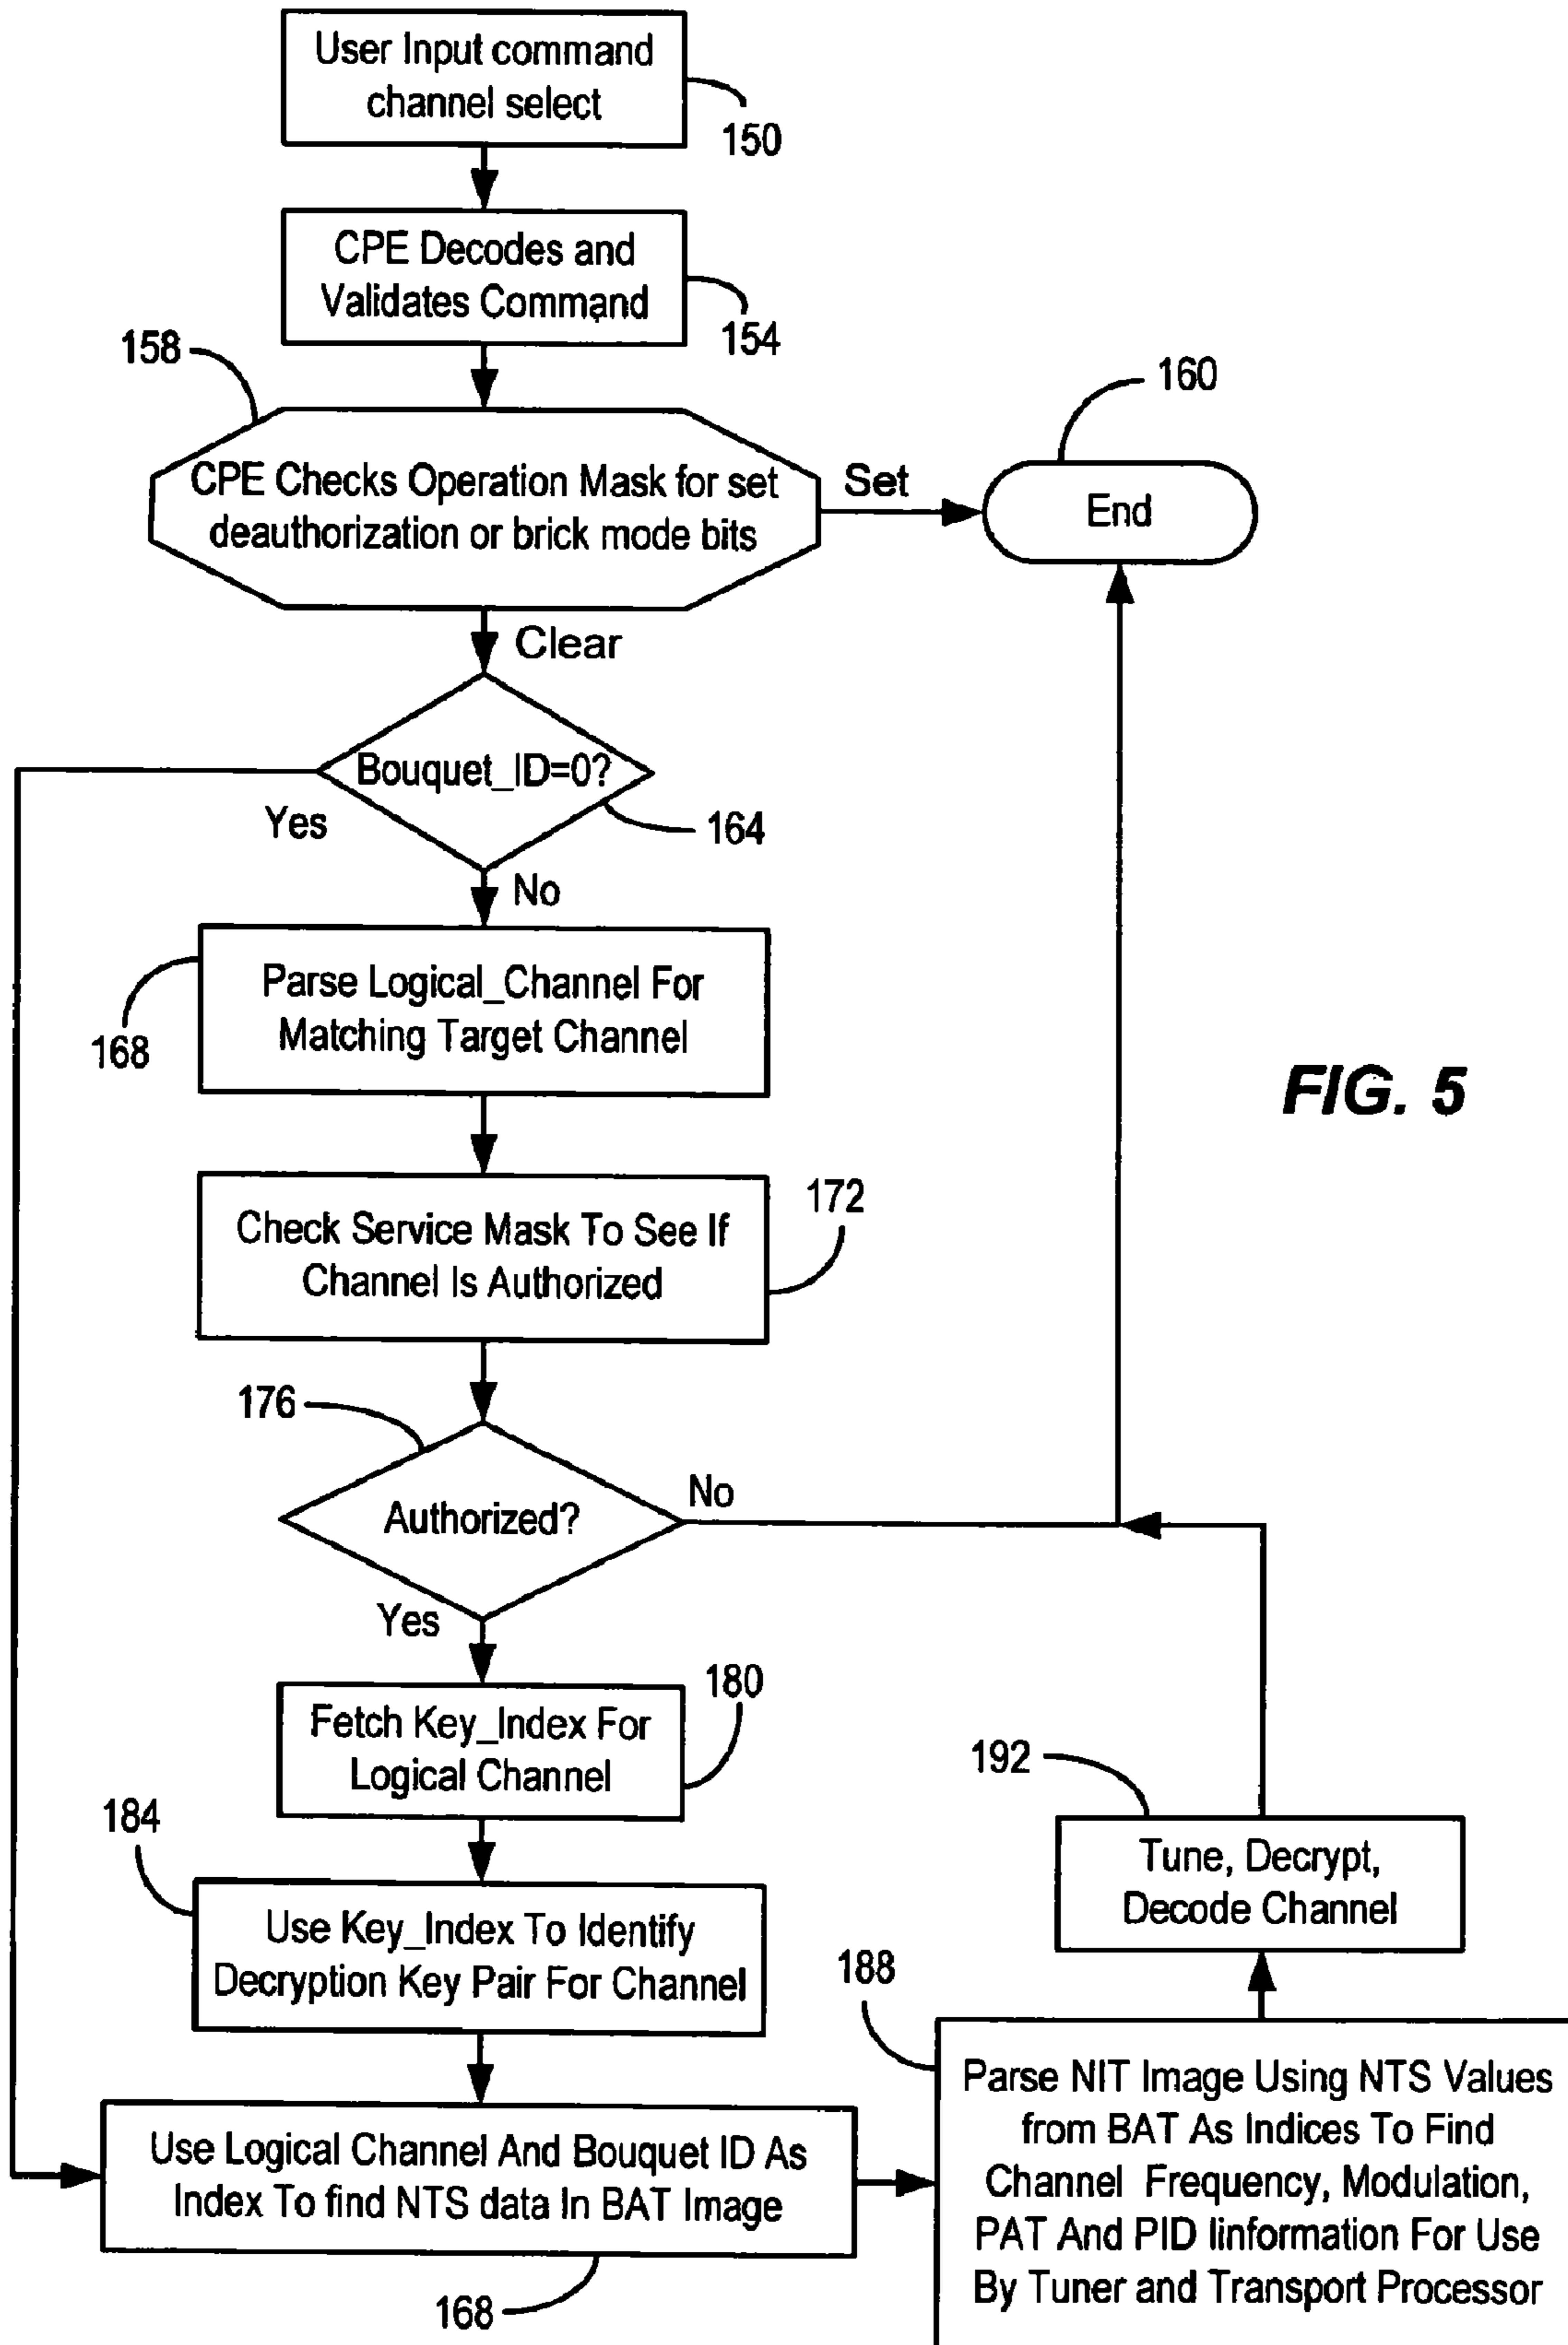 User Input command
channel select
150
CPE Decodes and
Validates Command
154
158
CPE Checks Operation Mask for set
deauthorization or brick mode bits
Set
160
End
Clear
Bouquet_ID=0?
Yes
164
No
Parse Logical_Channel For
Matching Target Channel
168
FIG. 5
Check Service Mask To See If
Channel Is Authorized
172
176
Authorized?
No
Yes
Fetch Key_Index For
Logical Channel
180
184
Use Key_Index To Identify
Decryption Key Pair For Channel
192
Tune, Decrypt,
Decode Channel
Use Logical Channel And Bouquet ID As
Index To find NTS data In BAT Image
168
188
Parse NIT Image Using NTS Values
from BAT As Indices To Find
Channel Frequency, Modulation,
PAT And PID Iinformation For Use
By Tuner and Transport Processor